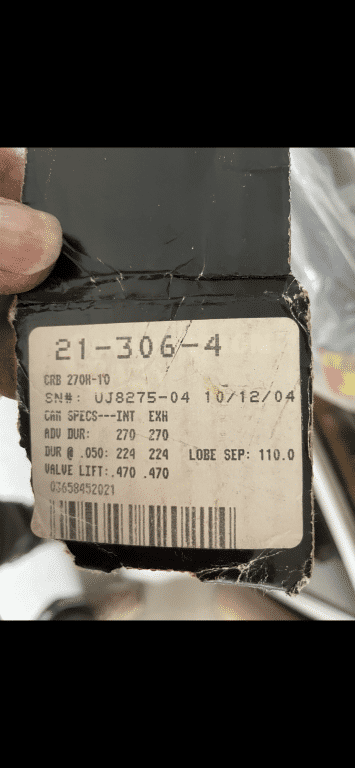 21-306-4
CRB 270H-10
SN#: UJ8275-04 10/12/04
CAM SPECS---INT EXH
ADV DUR: 270 270
DUR @ .050: 224 224 LOBE SEP: 110.0
VALVE LIFT:.470 .470
03658452021